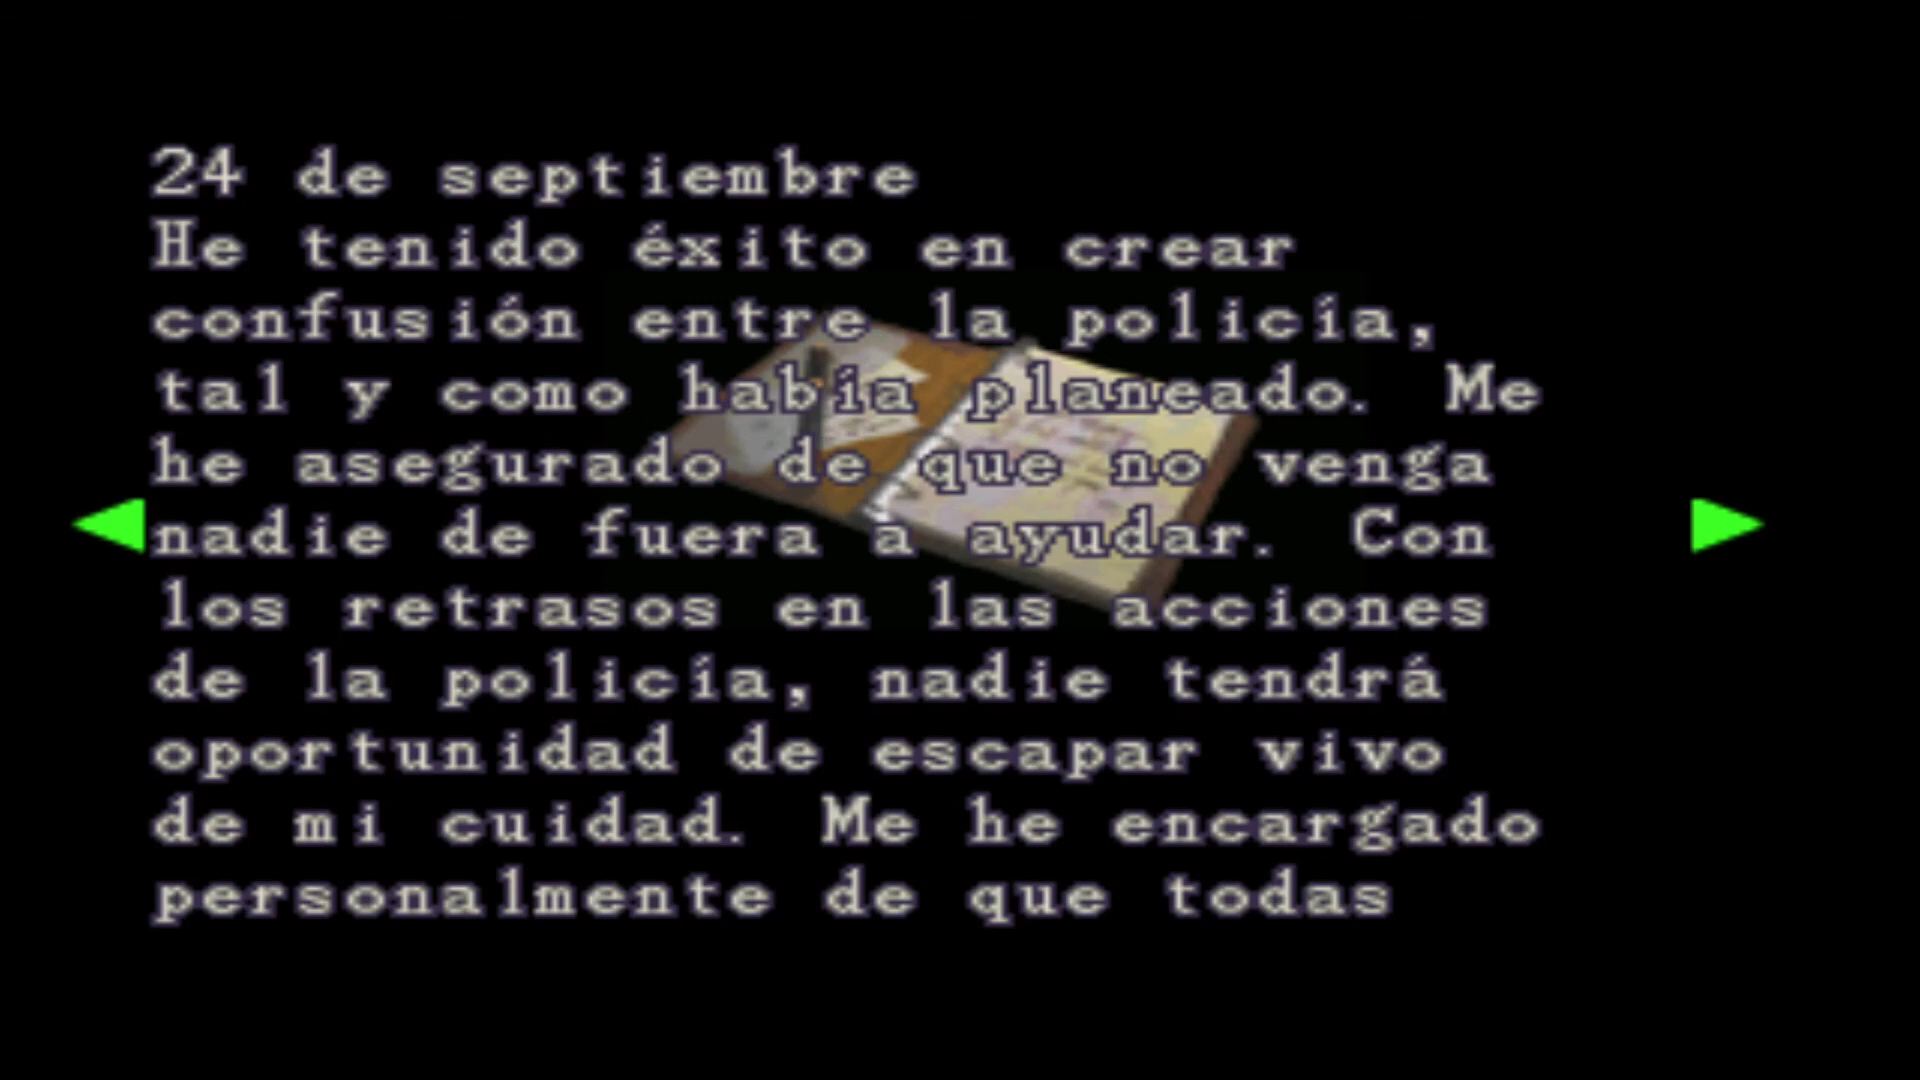 24 de septiembre
He tenido éxito en crear
confusión entre la policía,
tal y como había planeado. Me
he asegurado de que no venga
nadie de fuera a ayudar. Con
los retrasos en las acciones
de la policía, nadie tendrá
oportunidad de escapar vivo
de mi cuidad. Me he encargado
personalmente de que todas